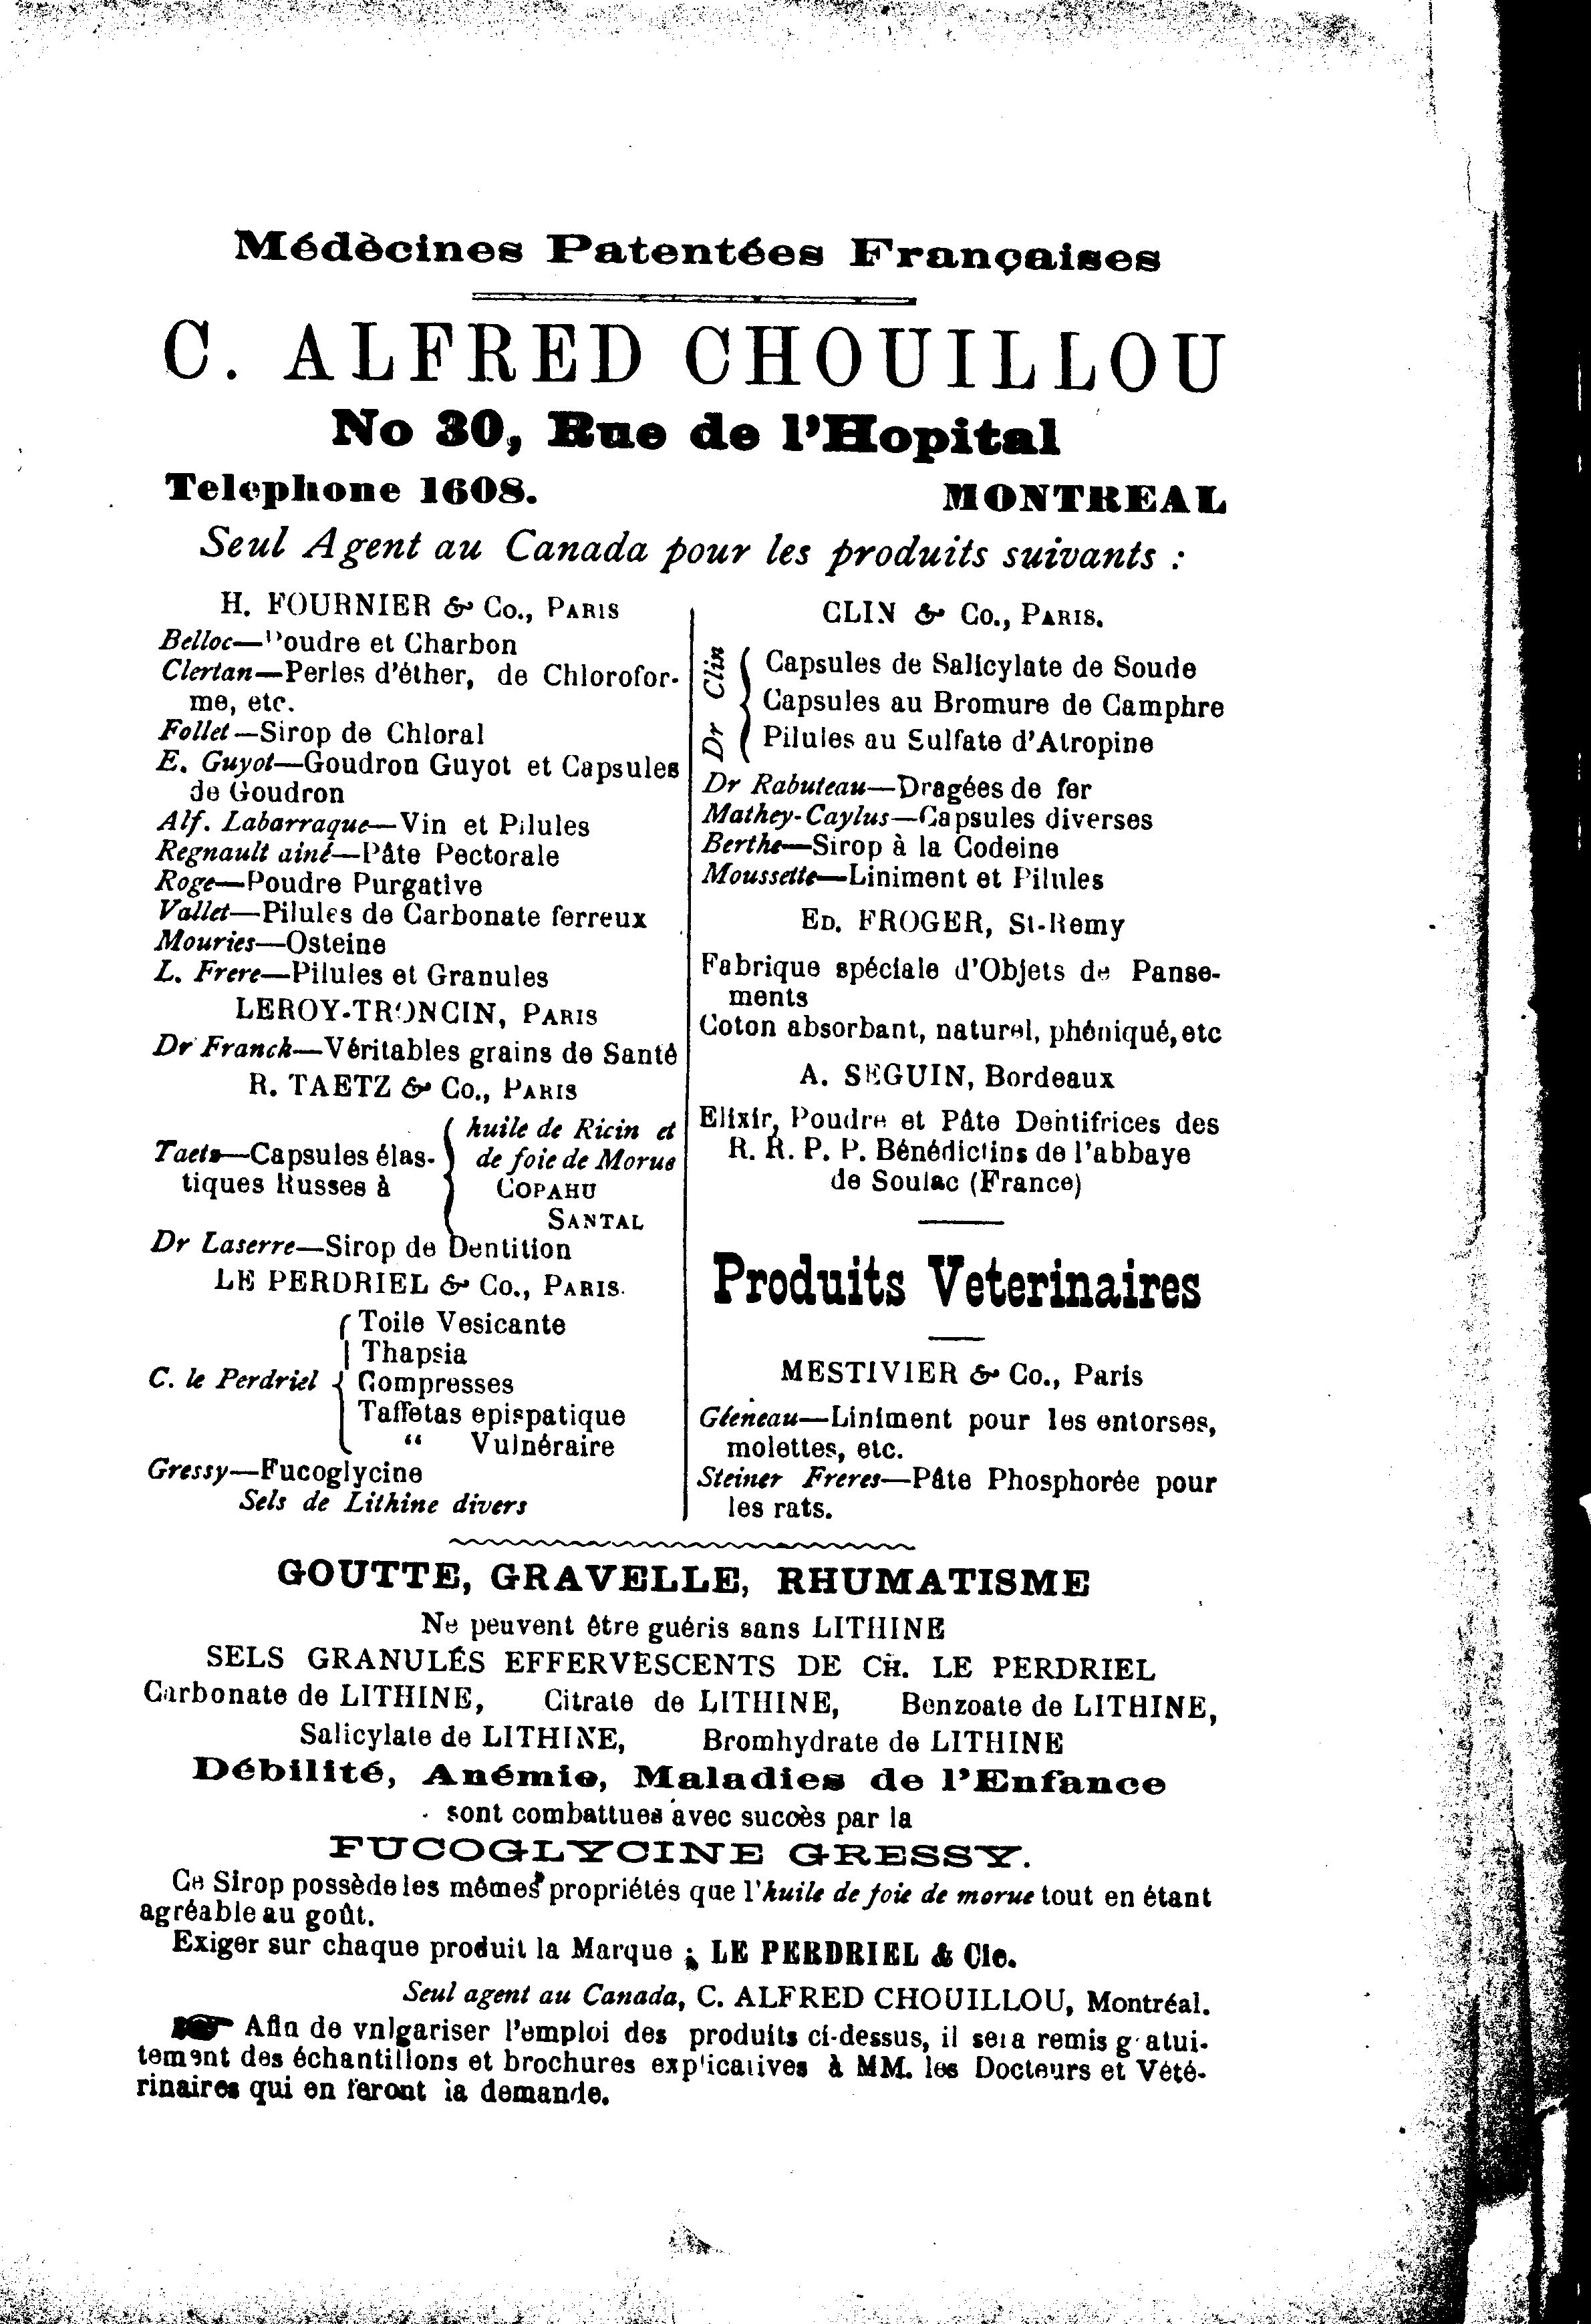 Médècines Patentées Françaises
C. ALFRED CHOUILLOU
No 30, Rue de l'Hopital
Telephone 1608. MONTREAL
Seul Agent au Canada pour les produits suivants :
H. FOURNIER & Co., PARIS
Belloc—Poudre et Charbon
Clertan—Perles d'éther, de Chlorofor-
me, etc.
Follet—Sirop de Chloral
E. Guyot—Goudron Guyot et Capsules
de Goudron
Alf. Labarraque—Vin et Pilules
Regnault ainé—Pâte Pectorale
Roge—Poudre Purgative
Vallet—Pilules de Carbonate ferreux
Mouries—Osteine
L. Frere—Pilules et Granules
LEROY-TRONCIN, PARIS
Dr Franck—Véritables grains de Santé
R. TAETZ & Co., PARIS
Taets—Capsules élas-
tiques Russes à
huile de Ricin et
de foie de Morue
COPAHU
SANTAL
Dr Laserre—Sirop de Dentition
LE PERDRIEL & Co., PARIS.
C. le Perdriel
Toile Vesicante
Thapsia
Compresses
Taffetas epispatique
“ Vulnéraire
Gressy—Fucoglycine
Sels de Lithine divers
CLIN & Co., PARIS.
Dr Clin
Capsules de Salicylate de Soude
Capsules au Bromure de Camphre
Pilules au Sulfate d'Atropine
Dr Rabuteau—Dragées de fer
Mathey-Caylus—Capsules diverses
Berthe—Sirop à la Codeine
Moussette—Liniment et Pilules
ED. FROGER, St-Remy
Fabrique spéciale d'Objets de Panse-
ments
Coton absorbant, naturel, phéniqué, etc
A. SEGUIN, Bordeaux
Elixir, Poudre et Pâte Dentifrices des
R. R. P. P. Bénédictins de l'abbaye
de Soulac (France)
Produits Veterinaires
MESTIVIER & Co., Paris
Géneau—Liniment pour les entorses,
molettes, etc.
Steiner Freres—Pâte Phosphorée pour
les rats.
GOUTTE, GRAVELLE, RHUMATISME
Ne peuvent être guéris sans LITHINE
SELS GRANULÉS EFFERVESCENTS DE CH. LE PERDRIEL
Carbonate de LITHINE, Citrate de LITHINE, Benzoate de LITHINE,
Salicylate de LITHINE, Bromhydrate de LITHINE
Débilité, Anémie, Maladies de l'Enfance
sont combattues avec succès par la
FUCOGLYCINE GRESSY.
Ce Sirop possède les mêmes propriétés que l'huile de foie de morue tout en étant
agréable au goût.
Exiger sur chaque produit la Marque ; LE PERDRIEL & Cie.
Seul agent au Canada, C. ALFRED CHOUILLOU, Montréal.
☛ Afin de vnlgariser l'emploi des produits ci-dessus, il sera remis gratui-
tement des échantillons et brochures explicatives à MM. les Docteurs et Vété-
rinaires qui en feront la demande.